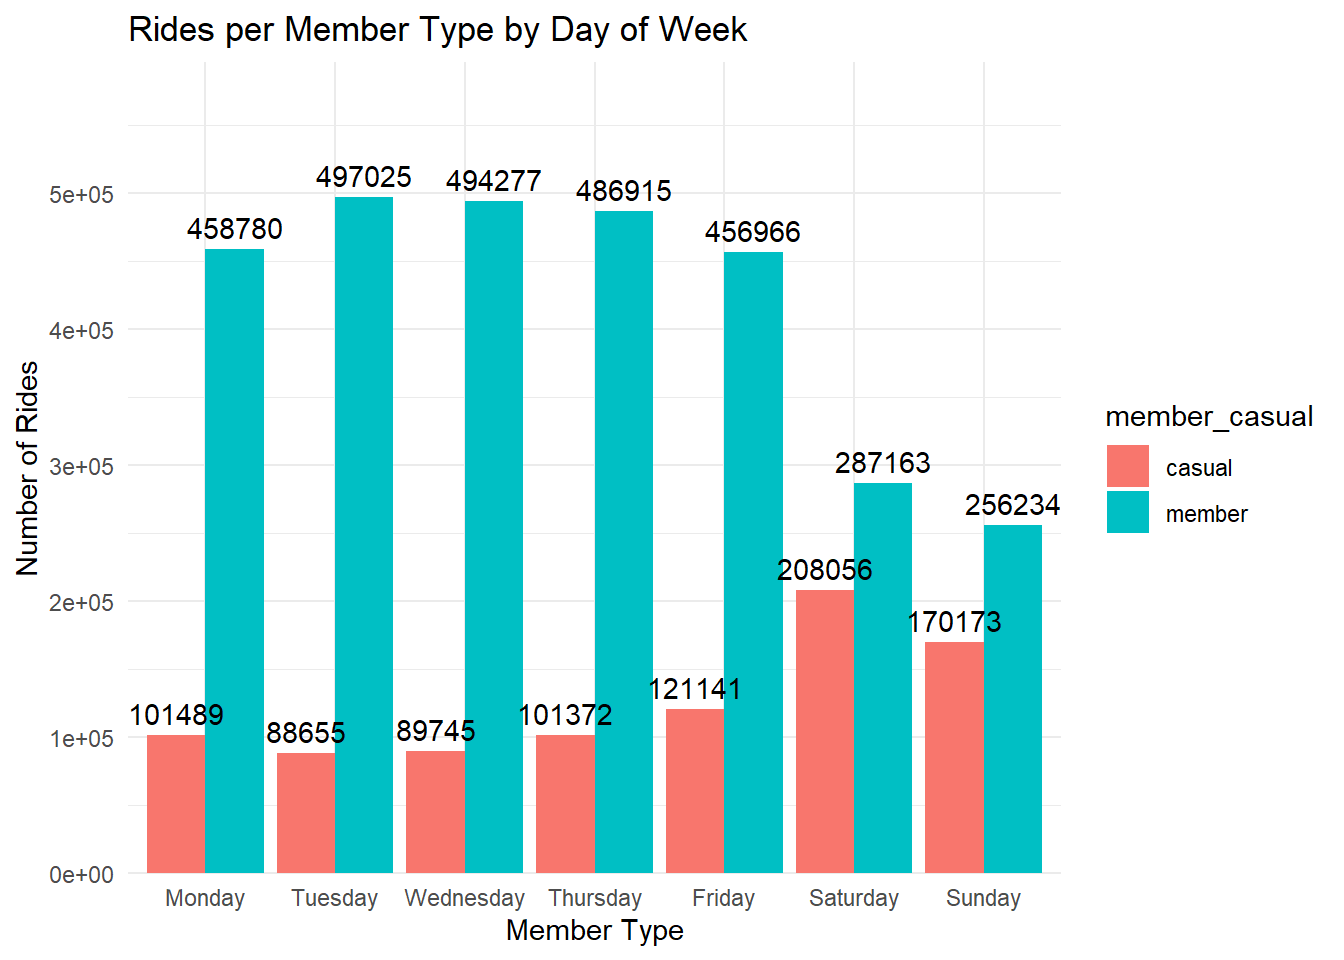 Rides per Member Type by Day of Week
Number of Rides
5e+05
4e+05
3e+05
2e+05
1e+05
0e+00
458780
497025
494277
486915
456966
287163
256234
101489
88655
89745
101372
121141
208056
170173
Monday Tuesday Wednesday Thursday Friday Saturday Sunday
Member Type
member_casual
casual
member